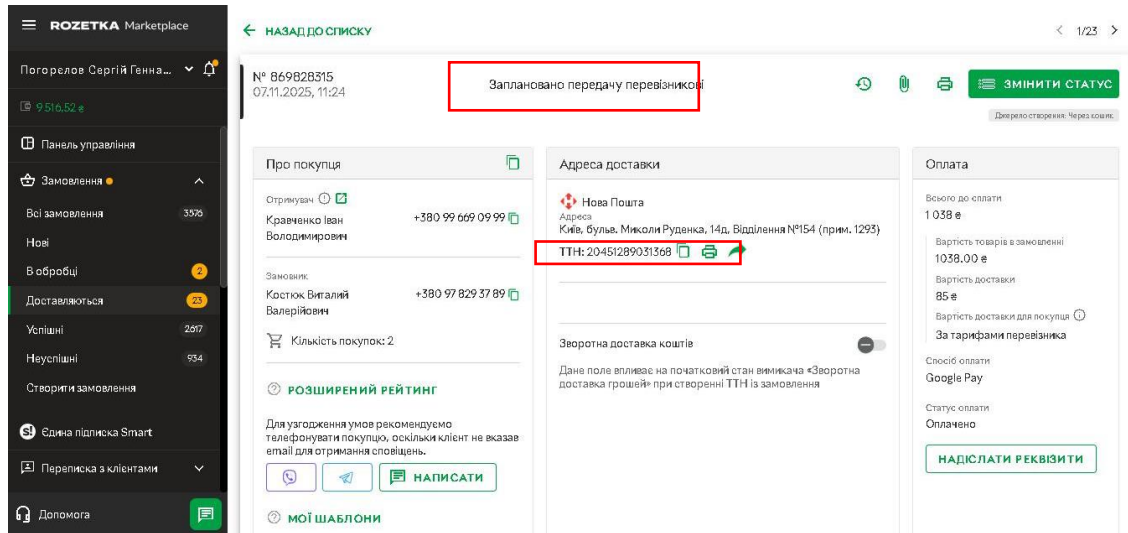 ROZETKA Marketplace
Погорелов Сергій Генна...
9 516,52 ₴
Панель управління
Замовлення
Всі замовлення 3576
Нові
В обробці 2
Доставляються 23
Успішні 2617
Неуспішні 934
Створити замовлення
Єдина підписка Smart
Переписка з клієнтами
Допомога
НАЗАД ДО СПИСКУ
1/23
№ 869828315
07.11.2025, 11:24
Заплановано передачу перевізникові
ЗМІНИТИ СТАТУС
Джерело створення: Через кошик
Про покупця
Отримувач
Кравченко Іван +380 99 669 09 99
Володимирович
Замовник
Костюк Виталий +380 97 829 37 89
Валерійович
Кількість покупок: 2
РОЗШИРЕНИЙ РЕЙТИНГ
Для узгодження умов рекомендуємо
телефонувати покупцю, оскільки клієнт не вказав
email для отримання сповіщень.
НАПИСАТИ
МОЇ ШАБЛОНИ
Адреса доставки
Нова Пошта
Адреса
Київ, бульв. Миколи Руденка, 14д, Відділення №154 (прим. 1293)
ТТН: 20451289031368
Зворотна доставка коштів
Дане поле впливає на початковий стан вимикача «Зворотна
доставка грошей» при створенні ТТН із замовлення
Оплата
Всього до сплати
1 038 ₴
Вартість товарів в замовленні
1038.00 ₴
Вартість доставки
85 ₴
Вартість доставки для покупця
За тарифами перевізника
Спосіб оплати
Google Pay
Статус оплати
Оплачено
НАДІСЛАТИ РЕКВІЗИТИ